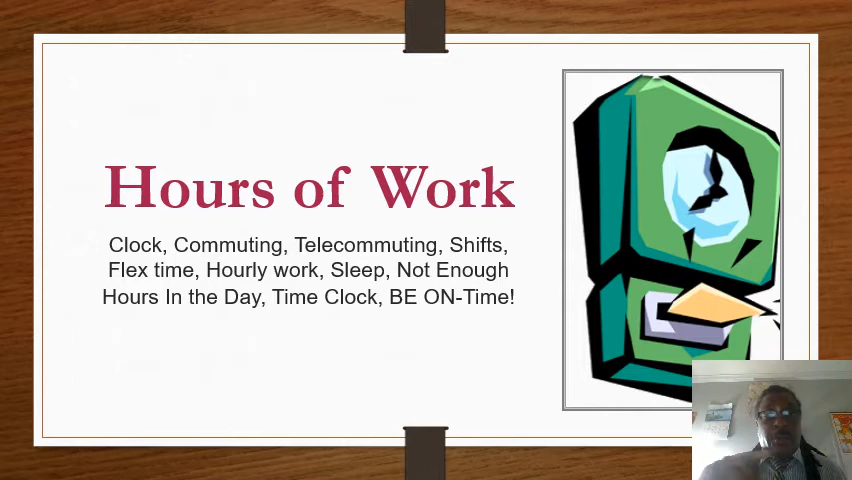 Hours of Work
Clock, Commuting, Telecommuting, Shifts,
Flex time, Hourly work, Sleep, Not Enough
Hours In the Day, Time Clock, BE ON-Time!